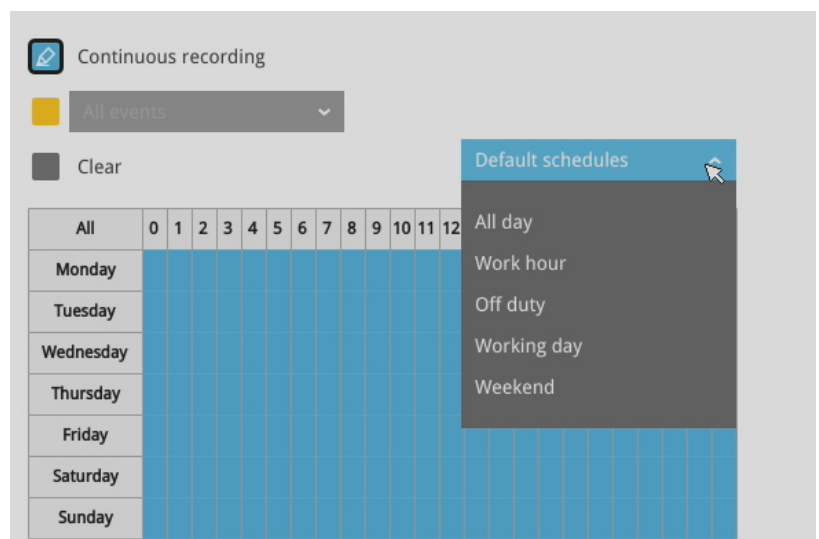 Continuous recording
All events
Clear
Default schedules
All day
Work hour
Off duty
Working day
Weekend
All 0 1 2 3 4 5 6 7 8 9 10 11 12
Monday
Tuesday
Wednesday
Thursday
Friday
Saturday
Sunday